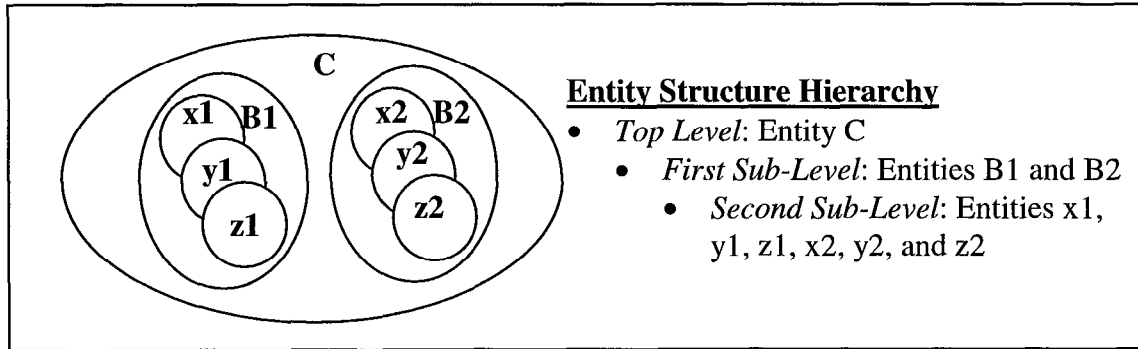 C
x1 B1
y1
z1
x2 B2
y2
z2
Entity Structure Hierarchy
• Top Level: Entity C
• First Sub-Level: Entities B1 and B2
• Second Sub-Level: Entities x1,
y1, z1, x2, y2, and z2